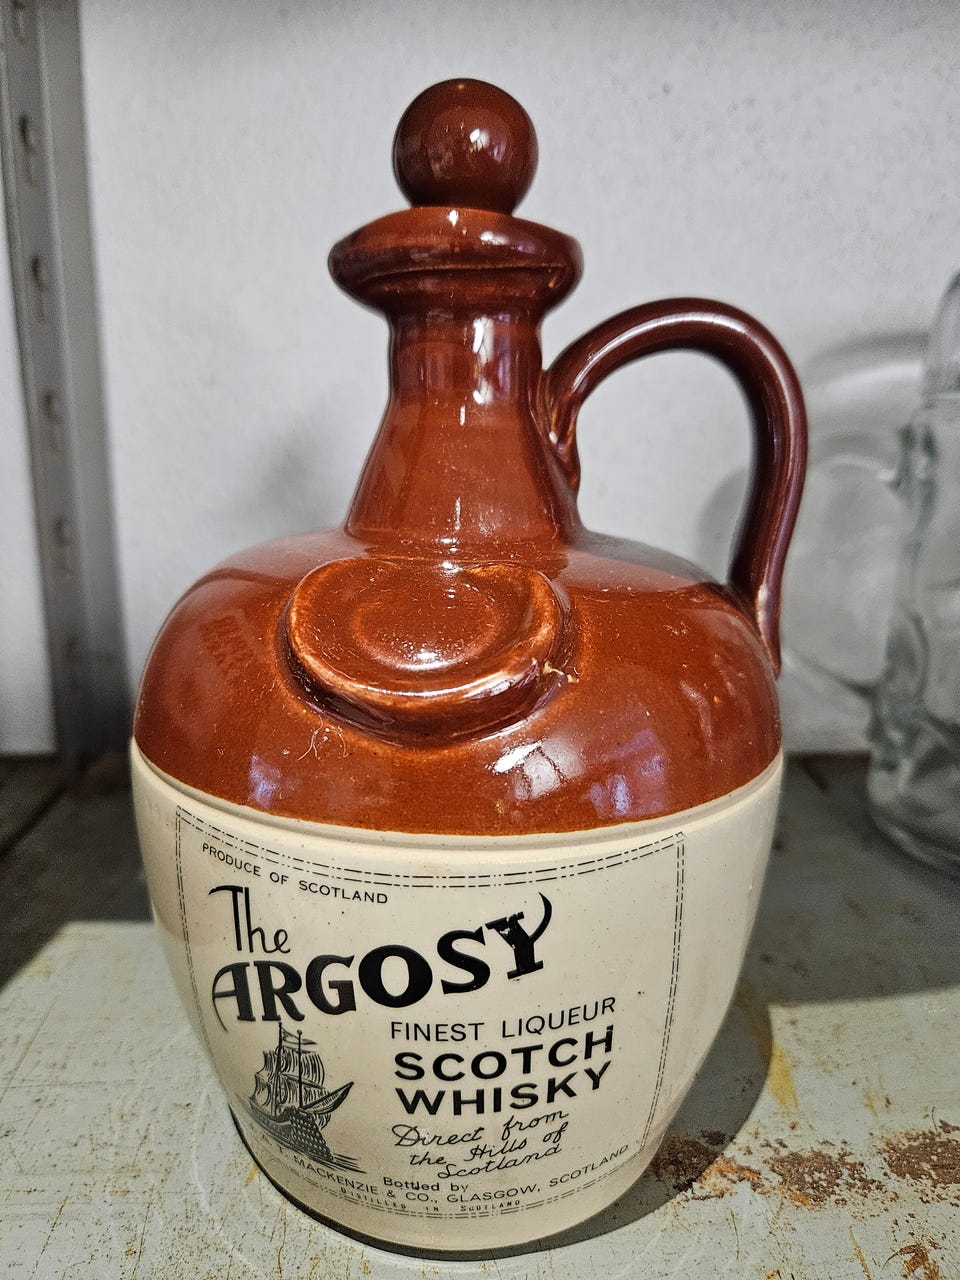 PRODUCE OF SCOTLAND
The
ARGOSY
FINEST LIQUEUR
SCOTCH
WHISKY
Direct from
the Hills of
Scotland
Bottled by
T. MACKENZIE & CO., GLASGOW, SCOTLAND
DISTILLED IN SCOTLAND